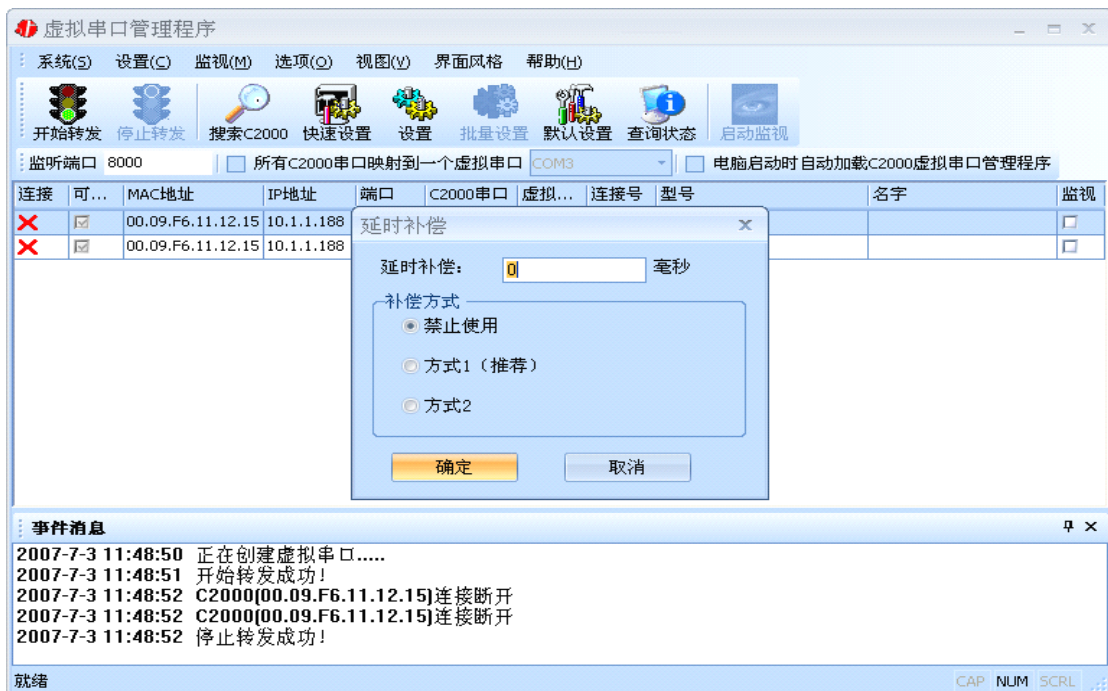 虚拟串口管理程序
系统(S) 设置(C) 监视(M) 选项(O) 视图(V) 界面风格 帮助(H)
开始转发 停止转发 搜索C2000 快速设置 设置 批量设置 默认设置 查询状态 启动监视
监听端口 8000 所有C2000串口映射到一个虚拟串口 COM3 电脑启动时自动加载C2000虚拟串口管理程序
连接 可... MAC地址 IP地址 端口 C2000串口 虚拟... 连接号 型号 名字 监视
00.09.F6.11.12.15 10.1.1.188
00.09.F6.11.12.15 10.1.1.188
延时补偿
延时补偿: 0 毫秒
补偿方式
禁止使用
方式1（推荐）
方式2
确定 取消
事件消息
2007-7-3 11:48:50 正在创建虚拟串口.....
2007-7-3 11:48:51 开始转发成功!
2007-7-3 11:48:52 C2000(00.09.F6.11.12.15)连接断开
2007-7-3 11:48:52 C2000(00.09.F6.11.12.15)连接断开
2007-7-3 11:48:52 停止转发成功!
就绪 CAP NUM SCRL